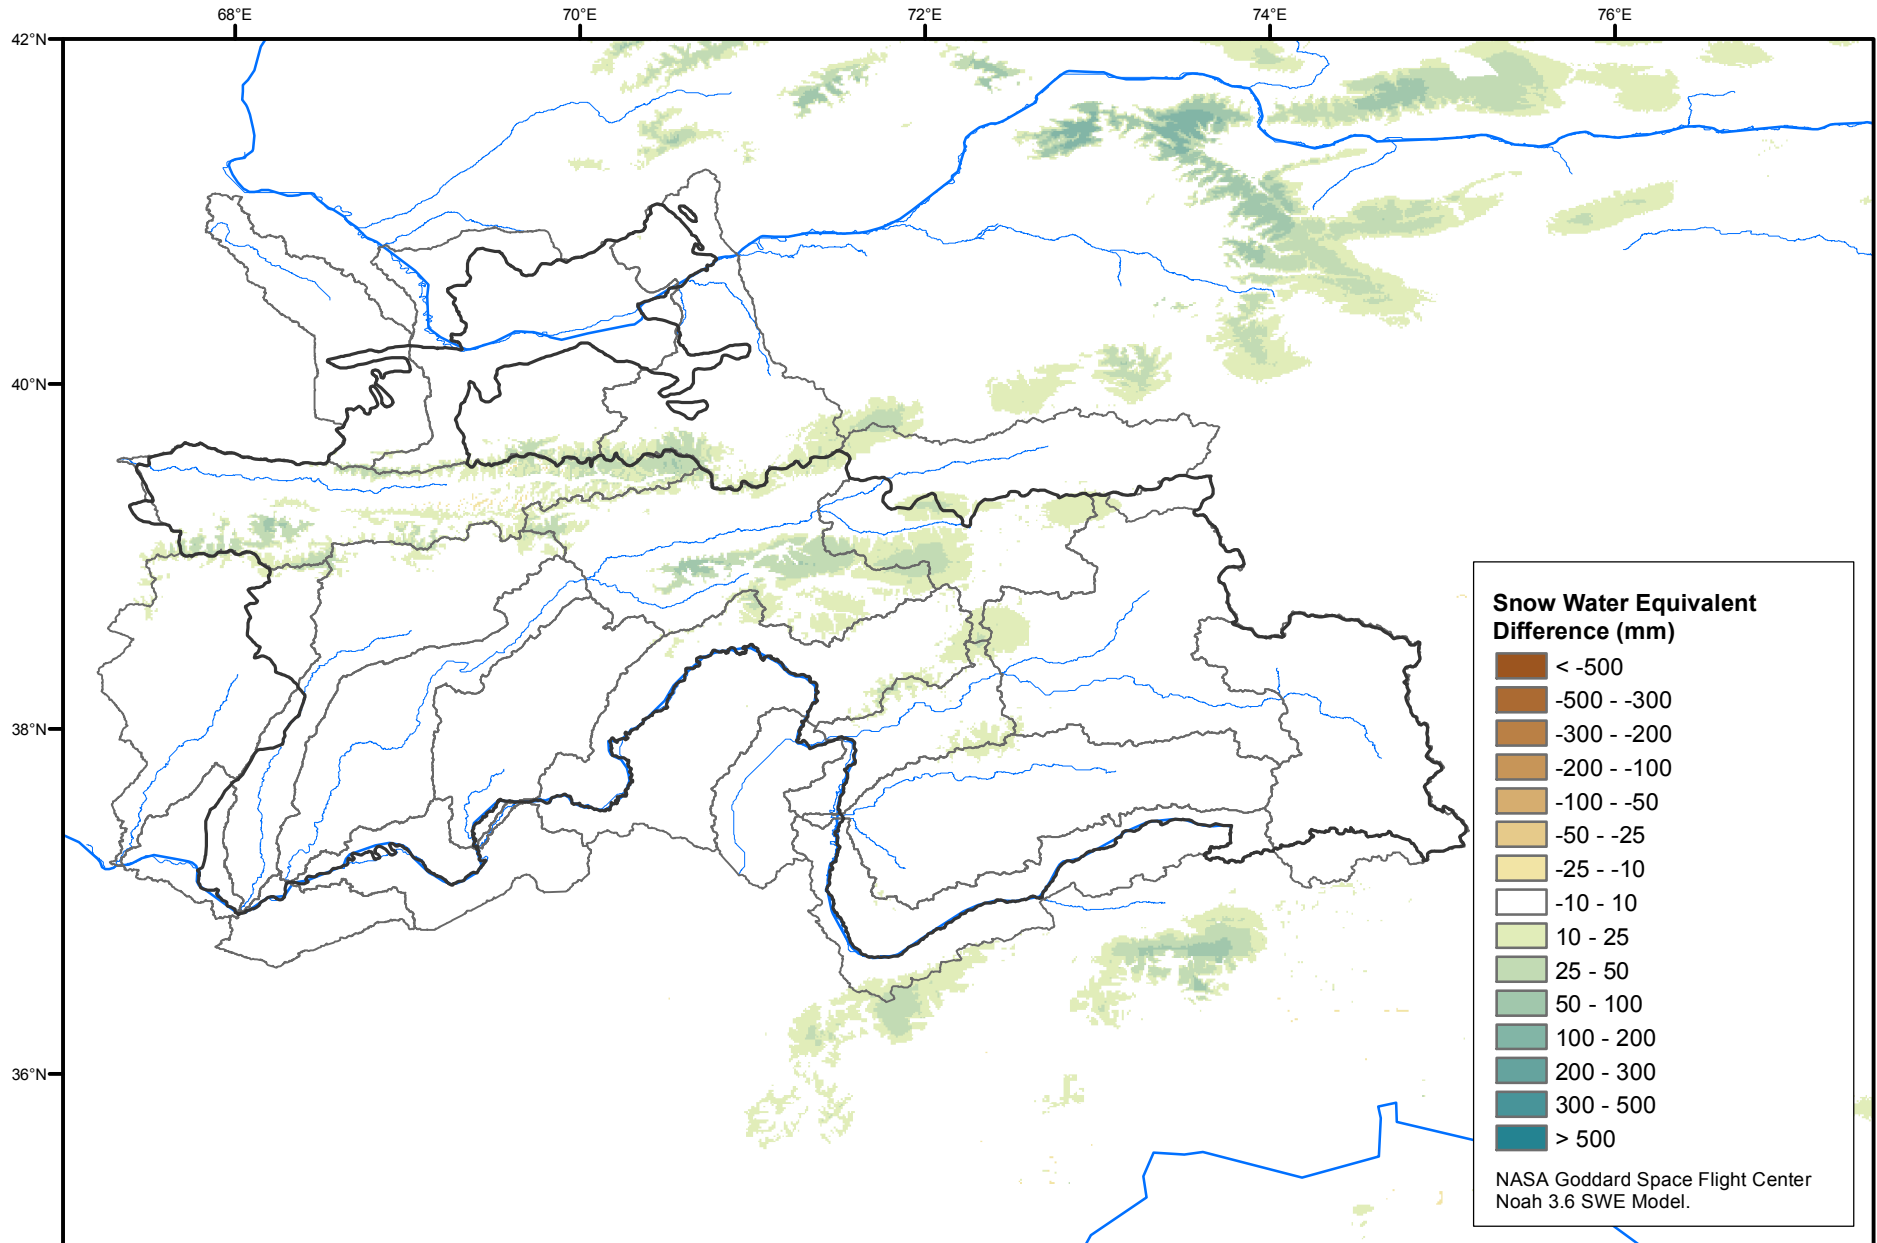 68°E
70°E
72°E
74°E
76°E
42°N
40°N
38°N
36°N
Snow Water Equivalent
Difference (mm)
< -500
-500 - -300
-300 - -200
-200 - -100
-100 - -50
-50 - -25
-25 - -10
-10 - 10
10 - 25
25 - 50
50 - 100
100 - 200
200 - 300
300 - 500
> 500
NASA Goddard Space Flight Center
Noah 3.6 SWE Model.